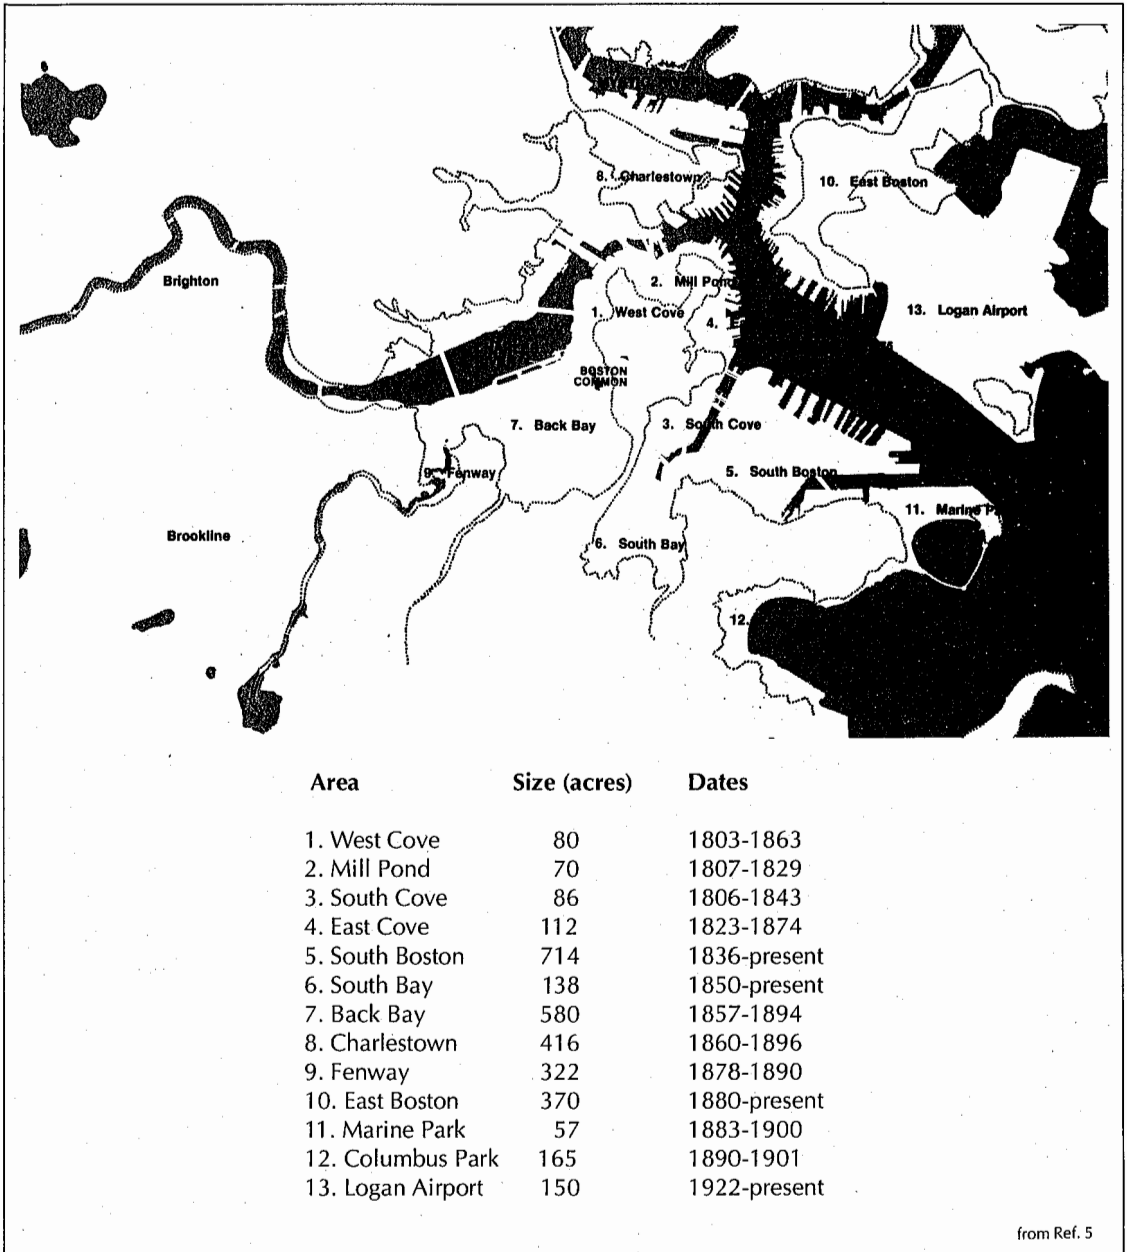 8. Charlestown
10. East Boston
Brighton
2. Mill Pond
1. West Cove
4.
13. Logan Airport
BOSTON
COMMON
7. Back Bay
3. South Cove
9. Fenway
5. South Boston
11. Marine P
Brookline
6. South Bay
12.
Area Size (acres) Dates
1. West Cove 80 1803-1863
2. Mill Pond 70 1807-1829
3. South Cove 86 1806-1843
4. East Cove 112 1823-1874
5. South Boston 714 1836-present
6. South Bay 138 1850-present
7. Back Bay 580 1857-1894
8. Charlestown 416 1860-1896
9. Fenway 322 1878-1890
10. East Boston 370 1880-present
11. Marine Park 57 1883-1900
12. Columbus Park 165 1890-1901
13. Logan Airport 150 1922-present
from Ref. 5